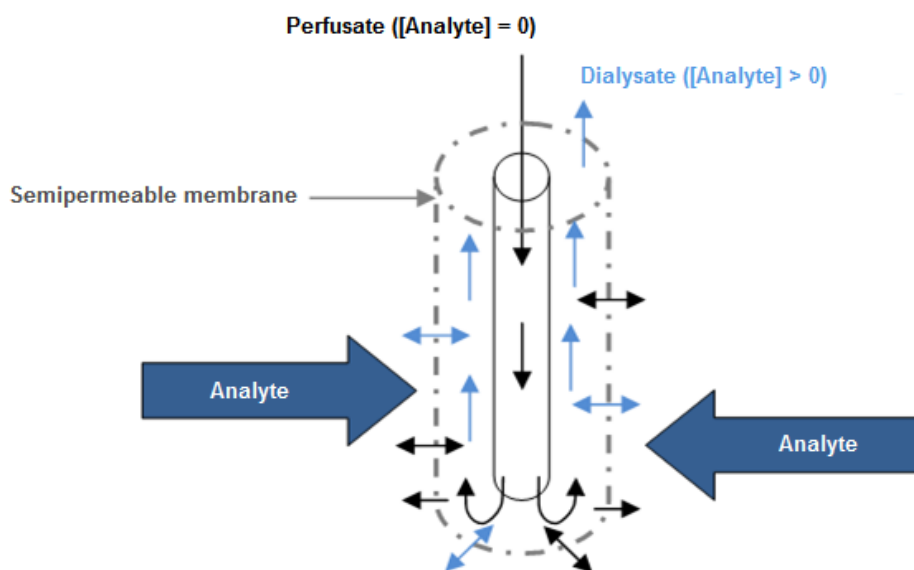 Perfusate ([Analyte] = 0)
Dialysate ([Analyte] > 0)
Semipermeable membrane
Analyte
Analyte